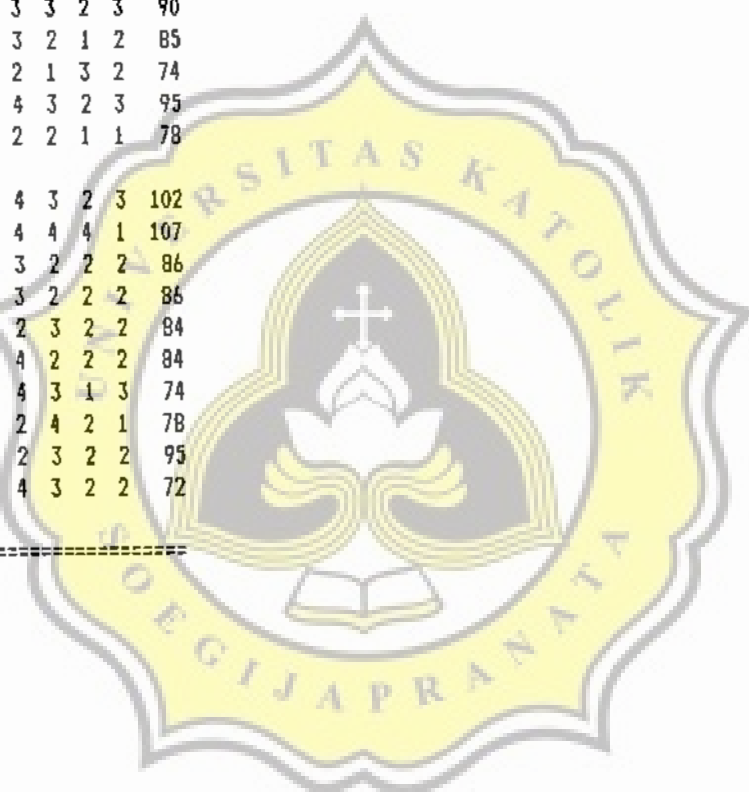 3 3 2 3 90
3 2 1 2 85
2 1 3 2 74
4 3 2 3 95
2 2 1 1 78
4 3 2 3 102
4 4 4 1 107
3 2 2 2 86
3 2 2 2 86
2 3 2 2 84
4 2 2 2 84
4 3 1 3 74
2 4 2 1 78
2 3 2 2 95
4 3 2 2 72
UNIVERSITAS KATOLIK
SOEGIJAPRANATA